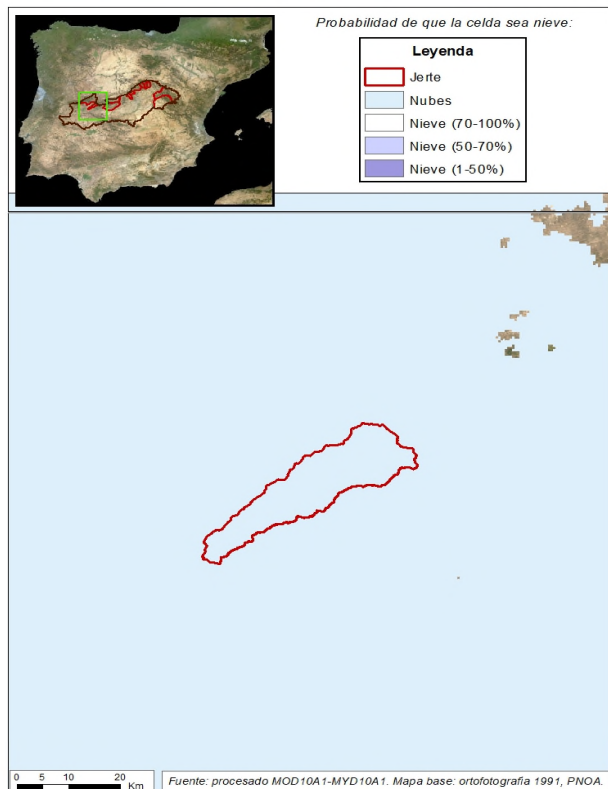 Probabilidad de que la celda sea nieve:
Leyenda
Jerte
Nubes
Nieve (70-100%)
Nieve (50-70%)
Nieve (1-50%)
0 5 10 20
Km
Fuente: procesado MOD10A1-MYD10A1. Mapa base: ortofotografía 1991, PNOA.